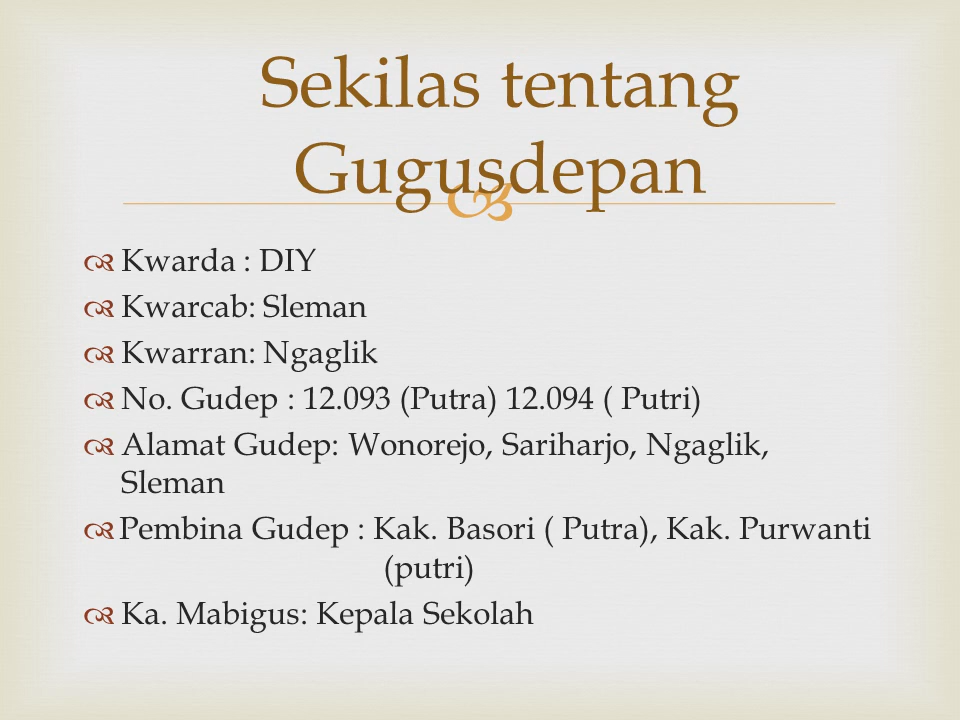 Sekilas tentang
Gugusdepan
Kwarda : DIY
Kwarcab: Sleman
Kwarran: Ngaglik
No. Gudep : 12.093 (Putra) 12.094 ( Putri)
Alamat Gudep: Wonorejo, Sariharjo, Ngaglik,
Sleman
Pembina Gudep : Kak. Basori ( Putra), Kak. Purwanti
(putri)
Ka. Mabigus: Kepala Sekolah